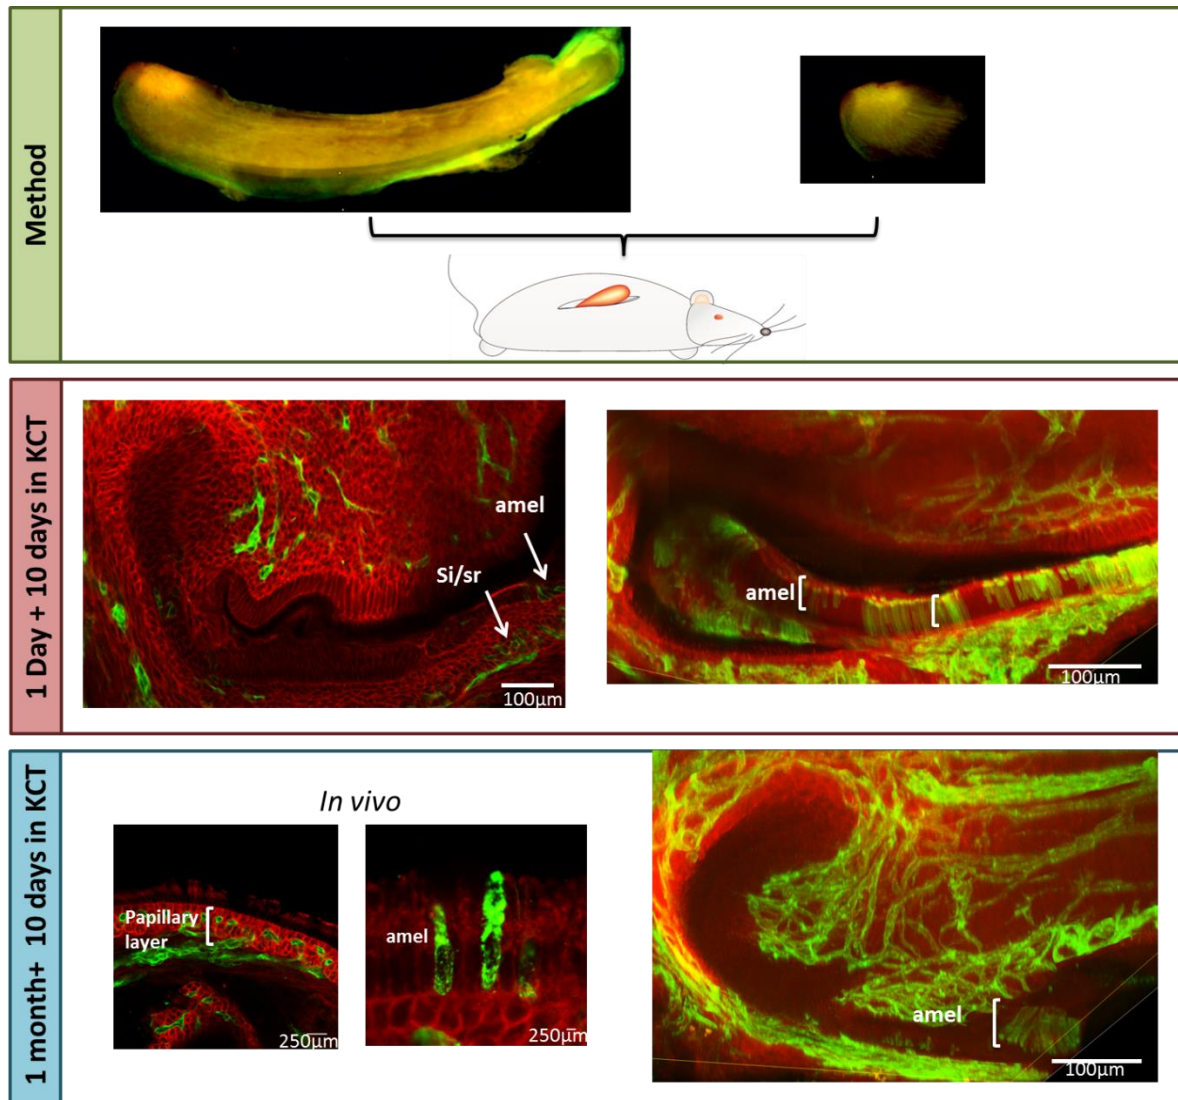 Method
1 Day + 10 days in KCT
amel
Si/sr
100µm
amel
100µm
1 month+ 10 days in KCT
In vivo
Papillary
layer
250µm
amel
250µm
amel
100µm